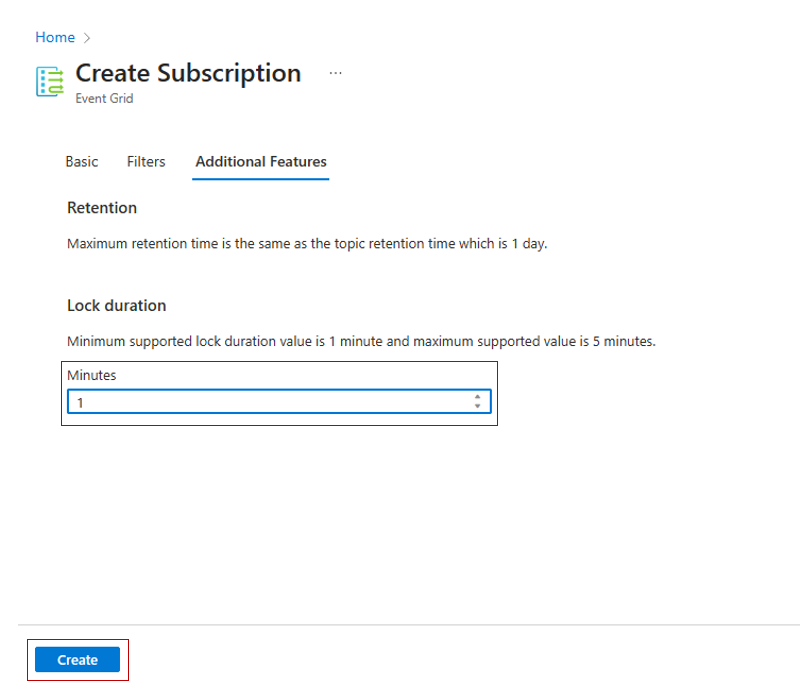 Home
Create Subscription ...
Event Grid
Basic Filters Additional Features
Retention
Maximum retention time is the same as the topic retention time which is 1 day.
Lock duration
Minimum supported lock duration value is 1 minute and maximum supported value is 5 minutes.
Minutes
1
Create